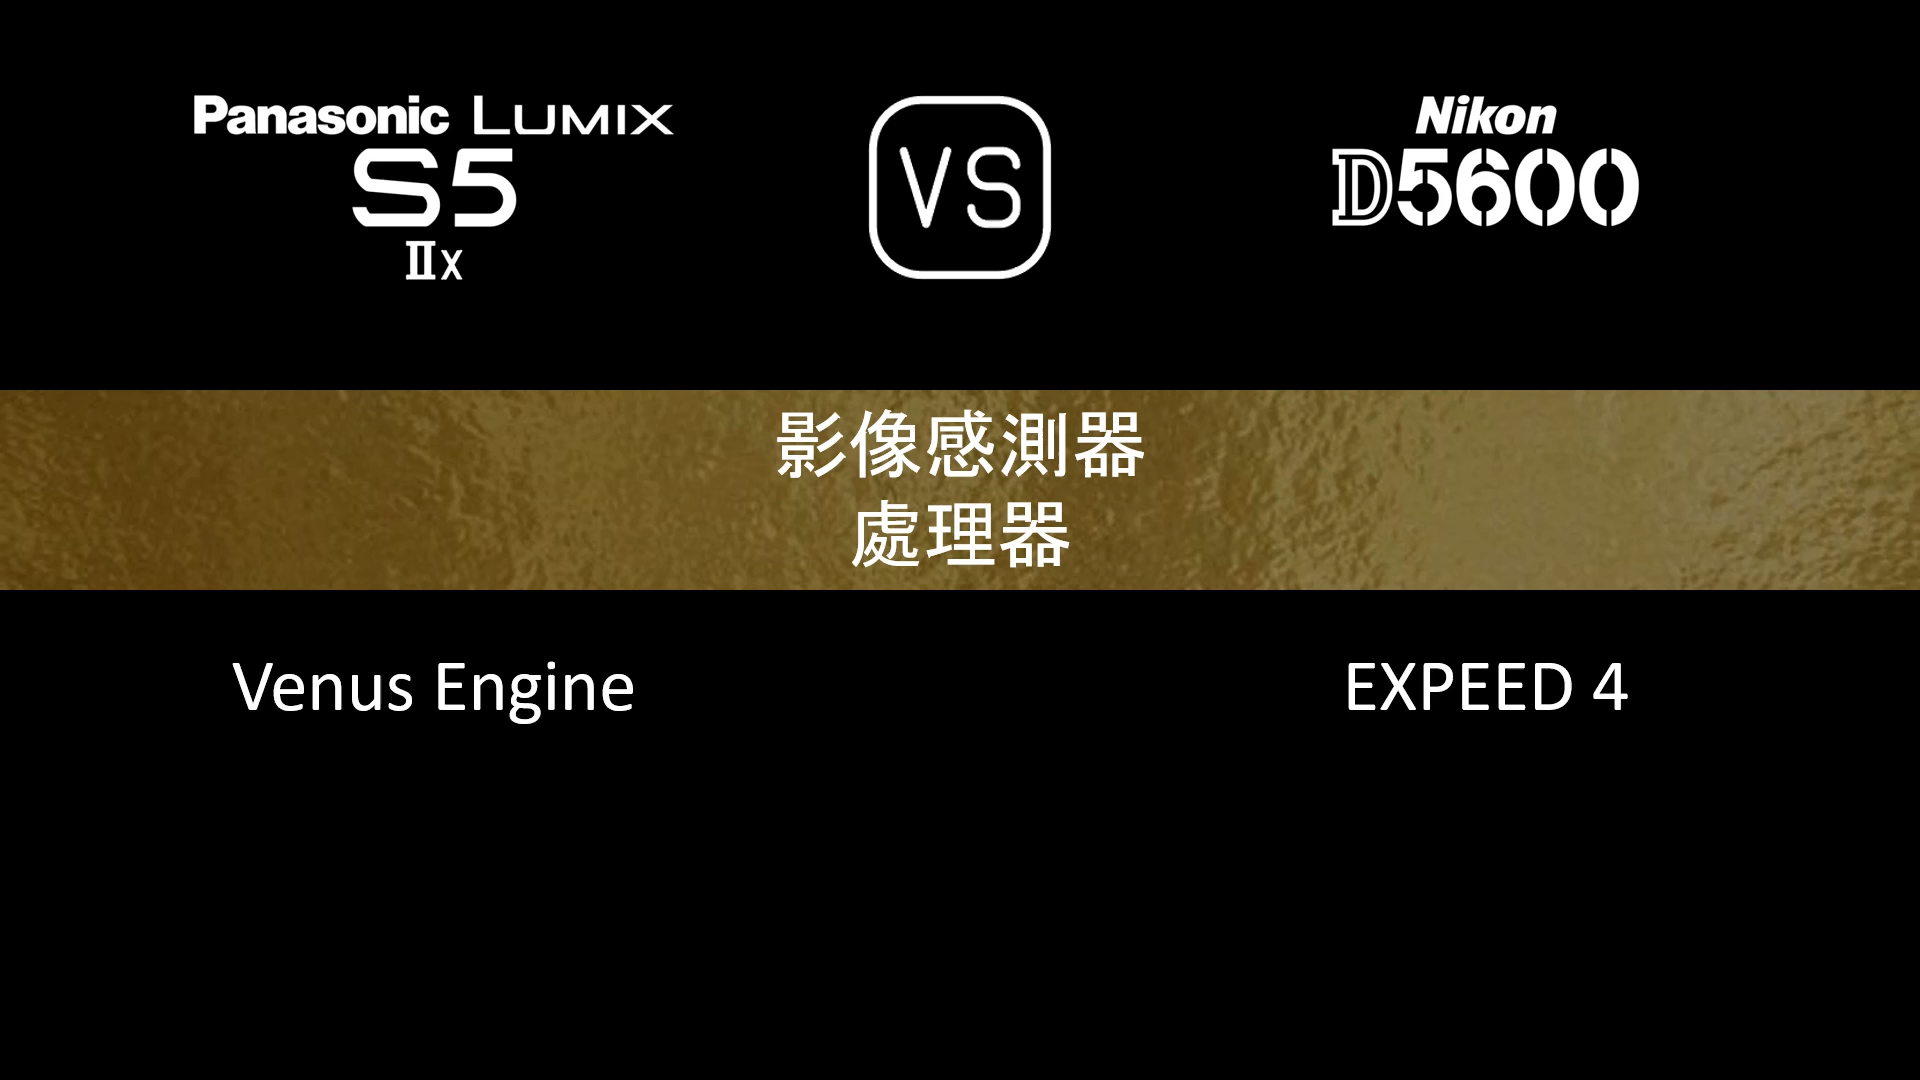 Panasonic LUMIX
S5
IIx
VS
Nikon
D5600
影像感測器
處理器
Venus Engine
EXPEED 4